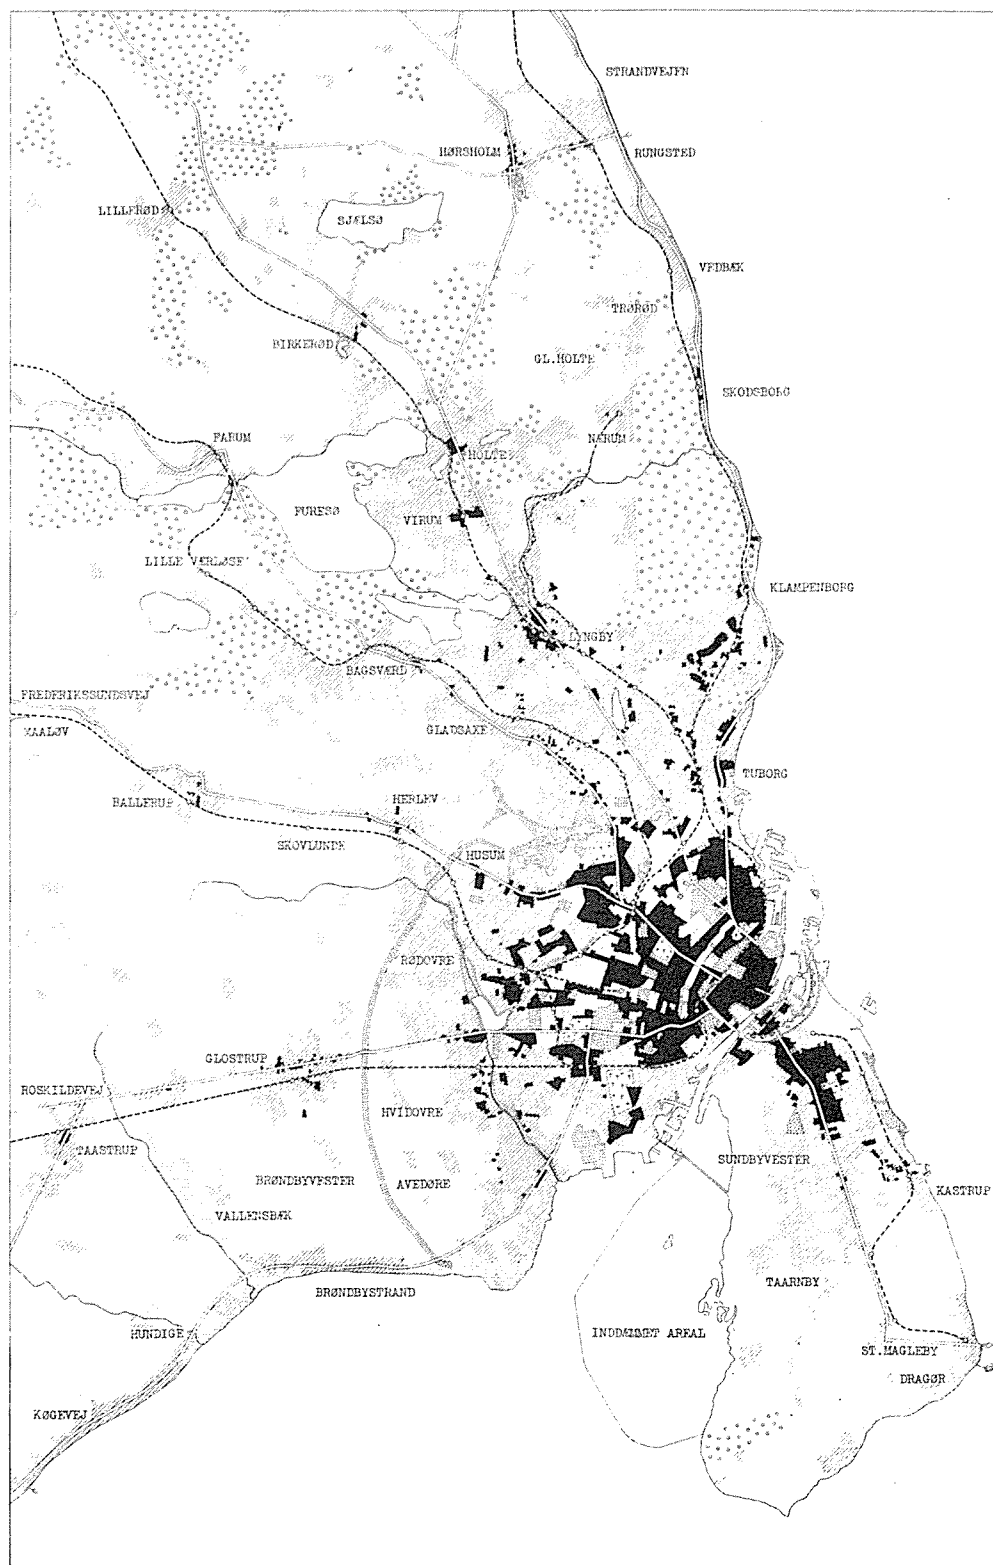 STRANDVEJEN
HØRSHOLM
RUNGSTED
LILLERØD
SJÆLSØ
VEDBÆK
TRØRØD
BIRKERØD
GL.HOLTE
SKODSBORG
FARUM
NÆRUM
HOLTE
FURESØ
VIRUM
LILLE VÆRLØSE
KLAMPENBORG
LYNGBY
BAGSVÆRD
FREDERIKSSUNDSVEJ
MAALØV
GLADSAXE
TUBORG
BALLERUP
HERLEV
SKOVLUNDE
HUSUM
RØDOVRE
GLOSTRUP
ROSKILDEVEJ
HVIDOVRE
TAASTRUP
SUNDBYVESTER
BRØNDBYVESTER
AVEDØRE
KASTRUP
VALLENSBÆK
TAARNBY
BRØNDBYSTRAND
HUNDIGE
INDDÆMMET AREAL
ST.MAGLEBY
DRAGØR
KØGEVEJ